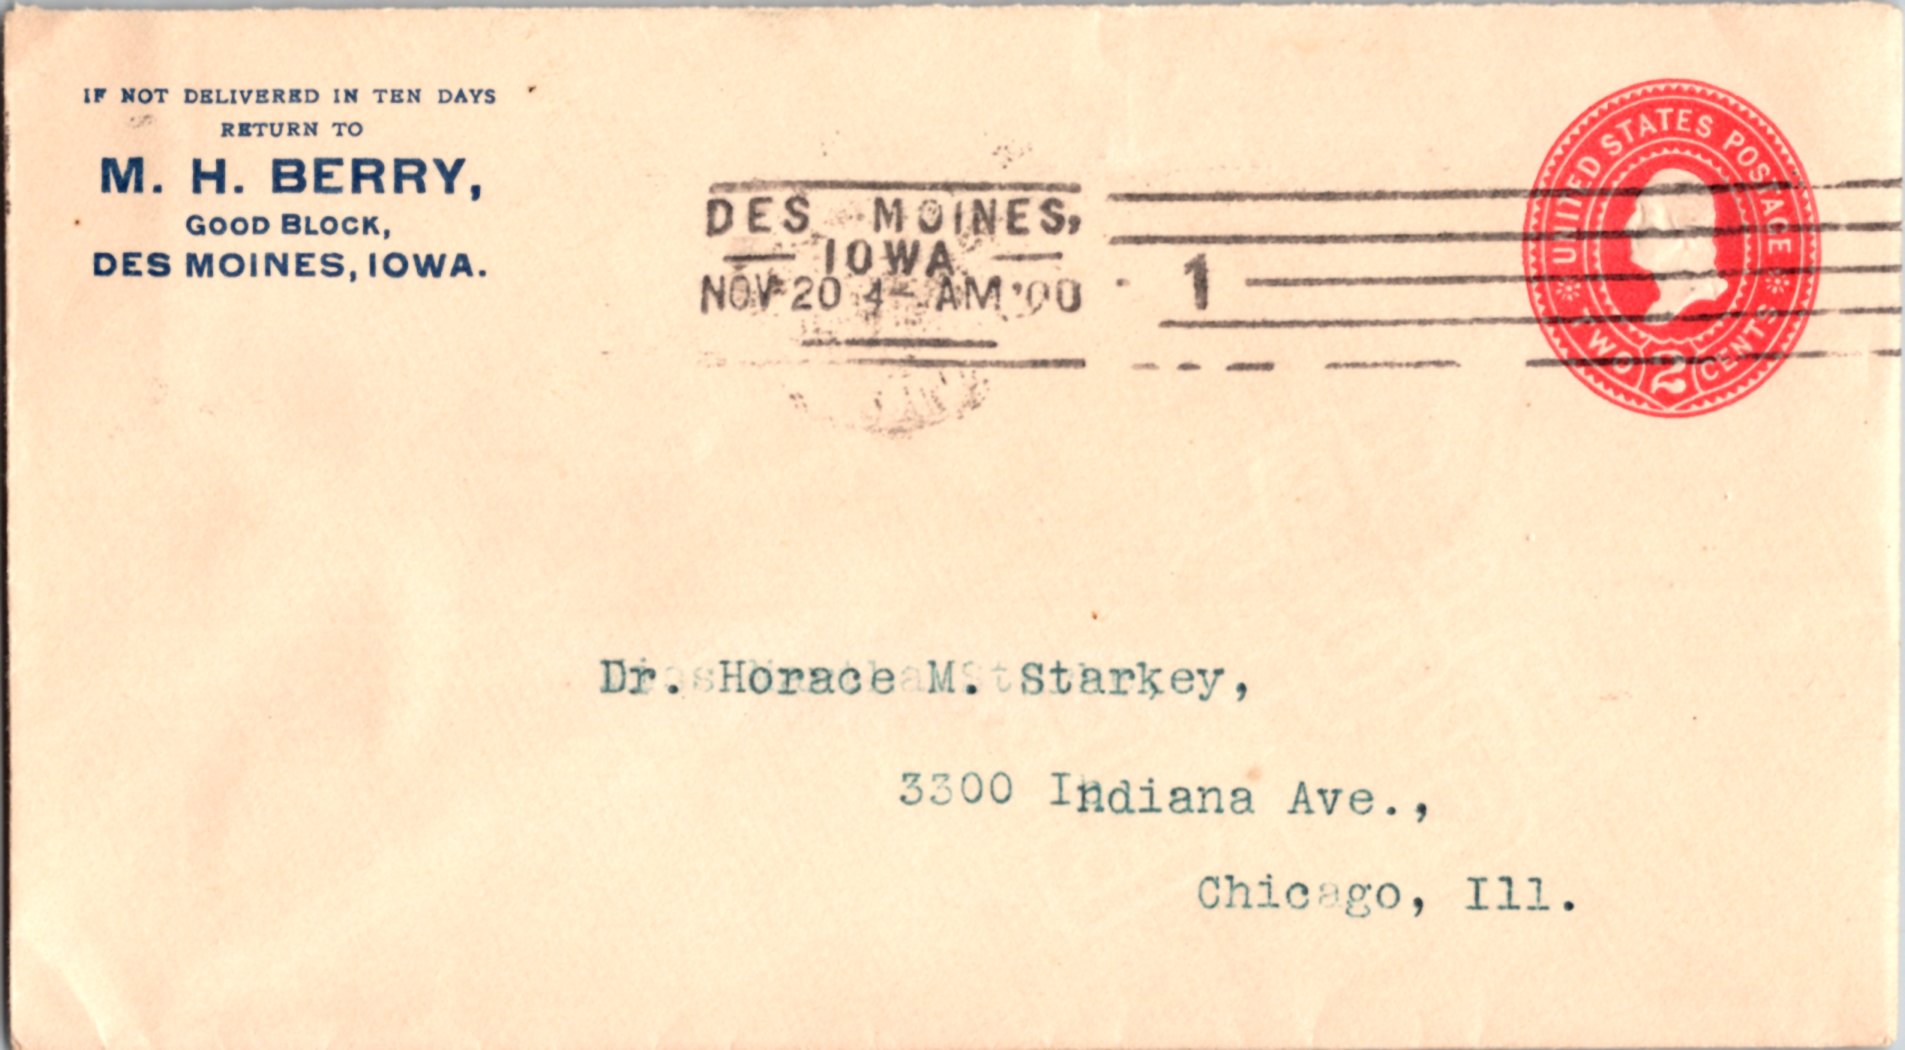 IF NOT DELIVERED IN TEN DAYS
RETURN TO
M. H. BERRY,
GOOD BLOCK,
DES MOINES, IOWA.
DES MOINES,
IOWA
NOV 20 4 - AM '00
1
UNITED STATES POSTAGE
TWO 2 CENTS
Dr. Horace M. Starkey,
3300 Indiana Ave.,
Chicago, Ill.